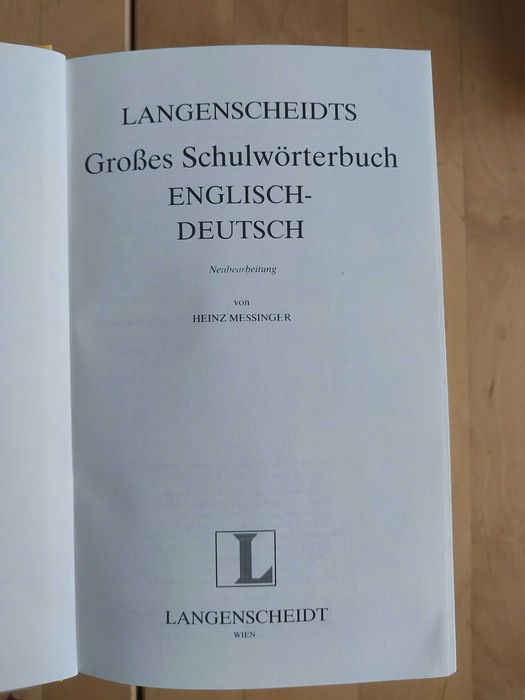 LANGENSCHEIDTS
Großes Schulwörterbuch
ENGLISCH-
DEUTSCH
Neubearbeitung
von
HEINZ MESSINGER
L
LANGENSCHEIDT
WIEN